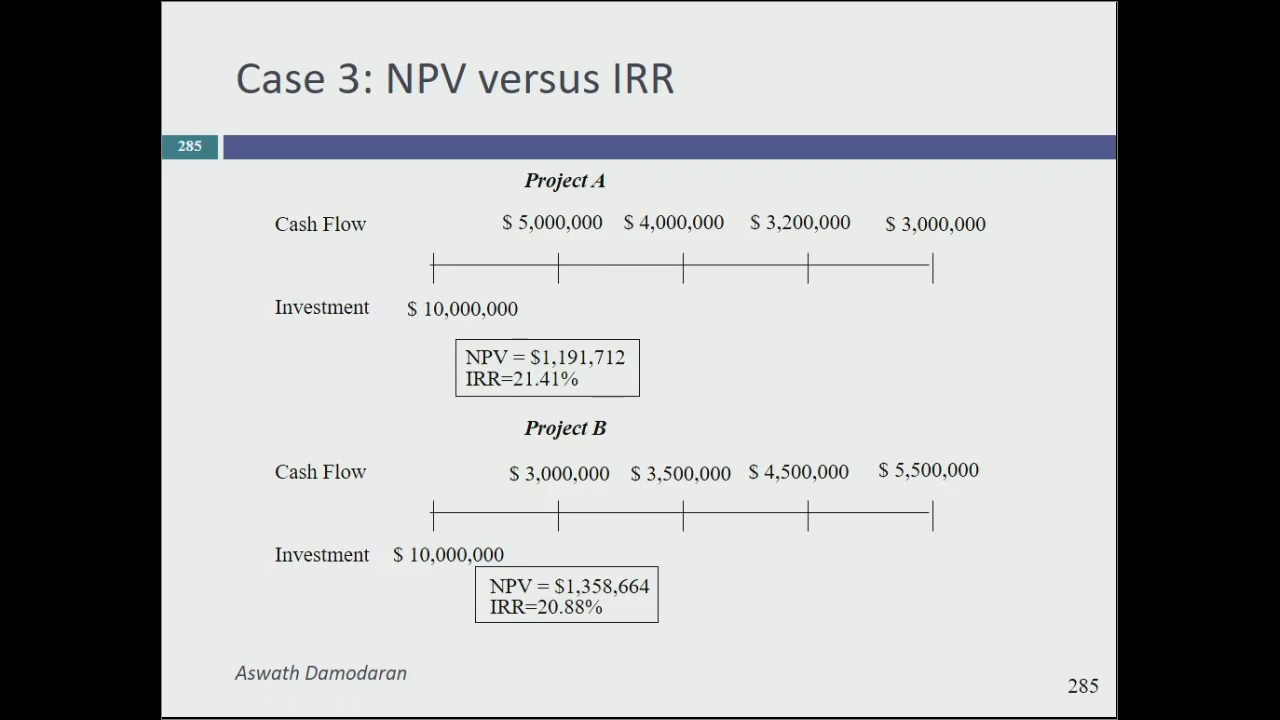 Case 3: NPV versus IRR
285
Project A
Cash Flow $ 5,000,000 $ 4,000,000 $ 3,200,000 $ 3,000,000
Investment $ 10,000,000
NPV = $1,191,712
IRR=21.41%
Project B
Cash Flow $ 3,000,000 $ 3,500,000 $ 4,500,000 $ 5,500,000
Investment $ 10,000,000
NPV = $1,358,664
IRR=20.88%
Aswath Damodaran
285